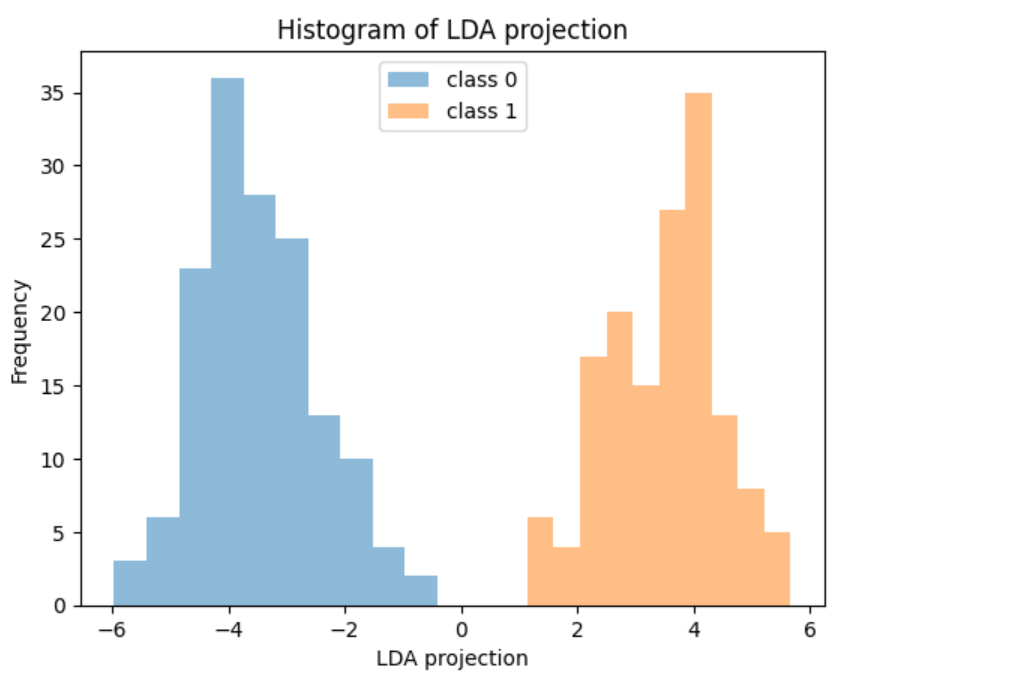 Histogram of LDA projection
class 0
class 1
35
30
25
20
15
10
5
0
Frequency
−6 −4 −2 0 2 4 6
LDA projection